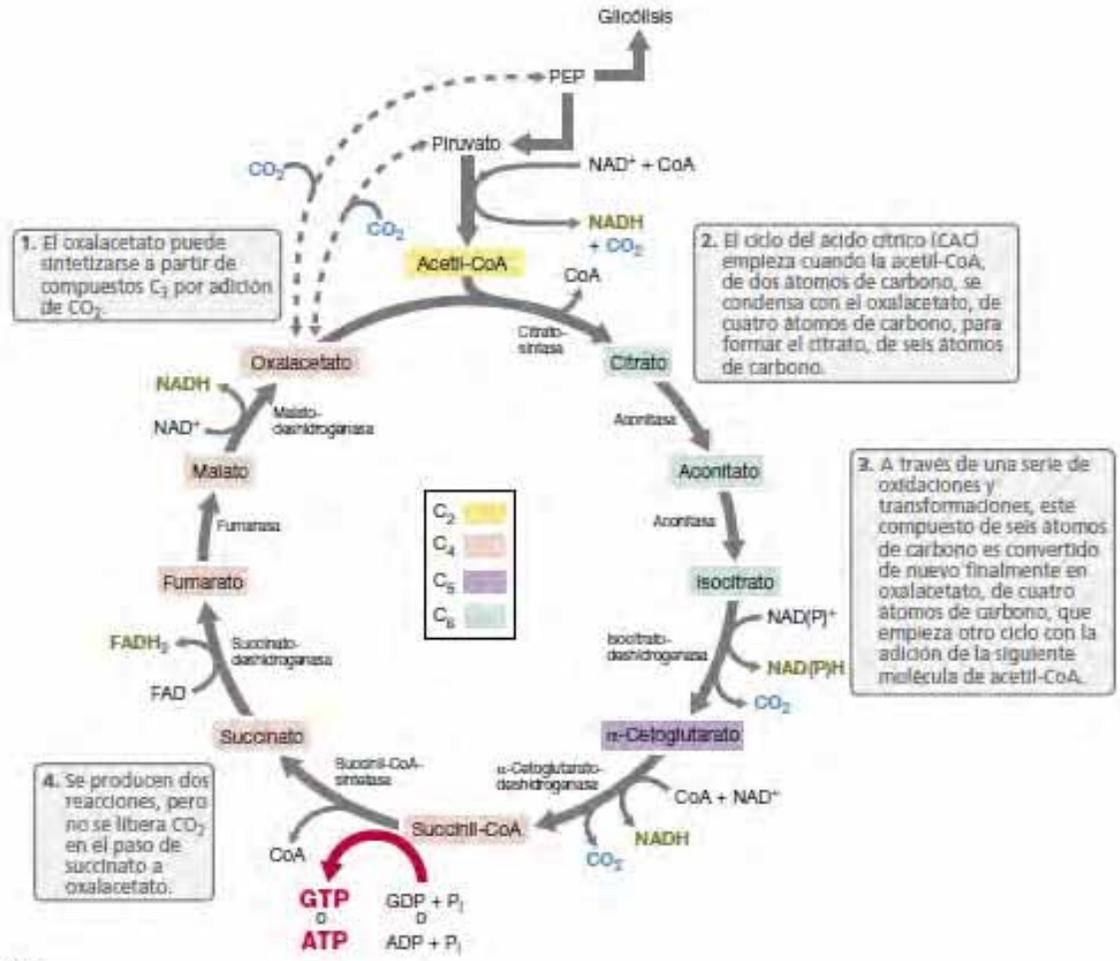 Glicólisis
PEP
Piruvato
CO₂
CO₂
NAD⁺ + CoA
NADH
+ CO₂
Acetil-CoA
CoA
1. El oxalacetato puede
sintetizarse a partir de
compuestos C₃ por adición
de CO₂.
2. El ciclo del ácido cítrico (CAC)
empieza cuando la acetil-CoA,
de dos átomos de carbono, se
condensa con el oxalacetato, de
cuatro átomos de carbono, para
formar el citrato, de seis átomos
de carbono.
Citrato-
sintasa
Oxalacetato
Citrato
NADH
NAD⁺
Malato-
deshidrogenasa
Aconitasa
Malato
Aconitato
3. A través de una serie de
oxidaciones y
transformaciones, este
compuesto de seis átomos
de carbono es convertido
de nuevo finalmente en
oxalacetato, de cuatro
átomos de carbono, que
empieza otro ciclo con la
adición de la siguiente
molécula de acetil-CoA.
C₂
C₄
C₅
C₆
Fumarasa
Aconitasa
Fumarato
Isocitrato
FADH₂
FAD
Succinato-
deshidrogenasa
Isocitrato-
deshidrogenasa
NAD(P)⁺
NAD(P)H
CO₂
Succinato
α-Cetoglutarato
4. Se producen dos
reacciones, pero
no se libera CO₂
en el paso de
succinato a
oxalacetato.
Succinil-CoA-
sintetasa
α-Cetoglutarato-
deshidrogenasa
CoA + NAD⁺
NADH
CO₂
Succinil-CoA
CoA
GTP
o
ATP
GDP + Pᵢ
o
ADP + Pᵢ